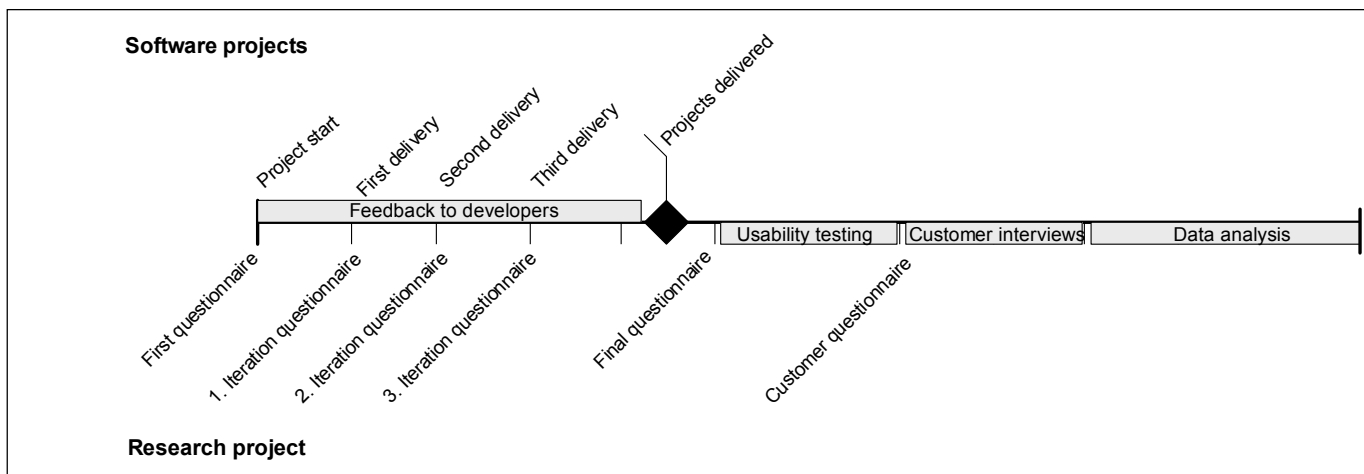 Software projects
Project start
First delivery
Second delivery
Third delivery
Projects delivered
Feedback to developers
Usability testing
Customer interviews
Data analysis
First questionnaire
1. Iteration questionnaire
2. Iteration questionnaire
3. Iteration questionnaire
Final questionnaire
Customer questionnaire
Research project